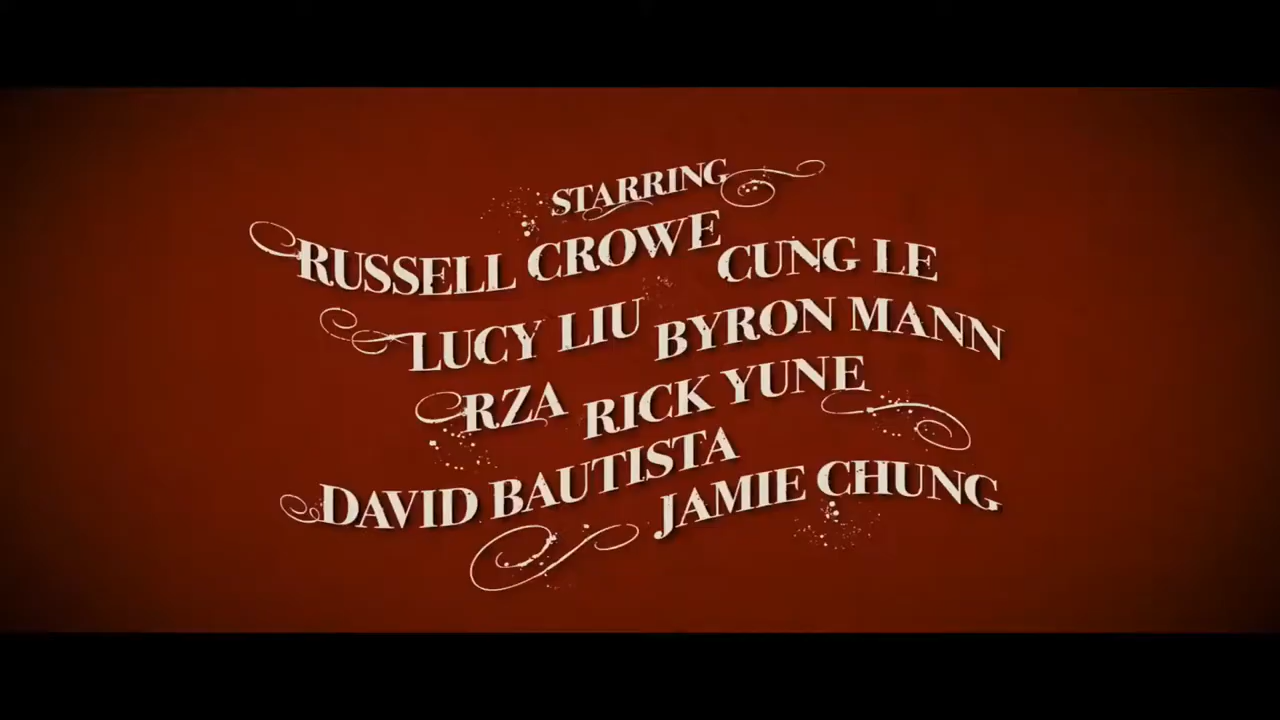 STARRING
RUSSELL CROWE CUNG LE
LUCY LIU BYRON MANN
RZA RICK YUNE
DAVID BAUTISTA JAMIE CHUNG